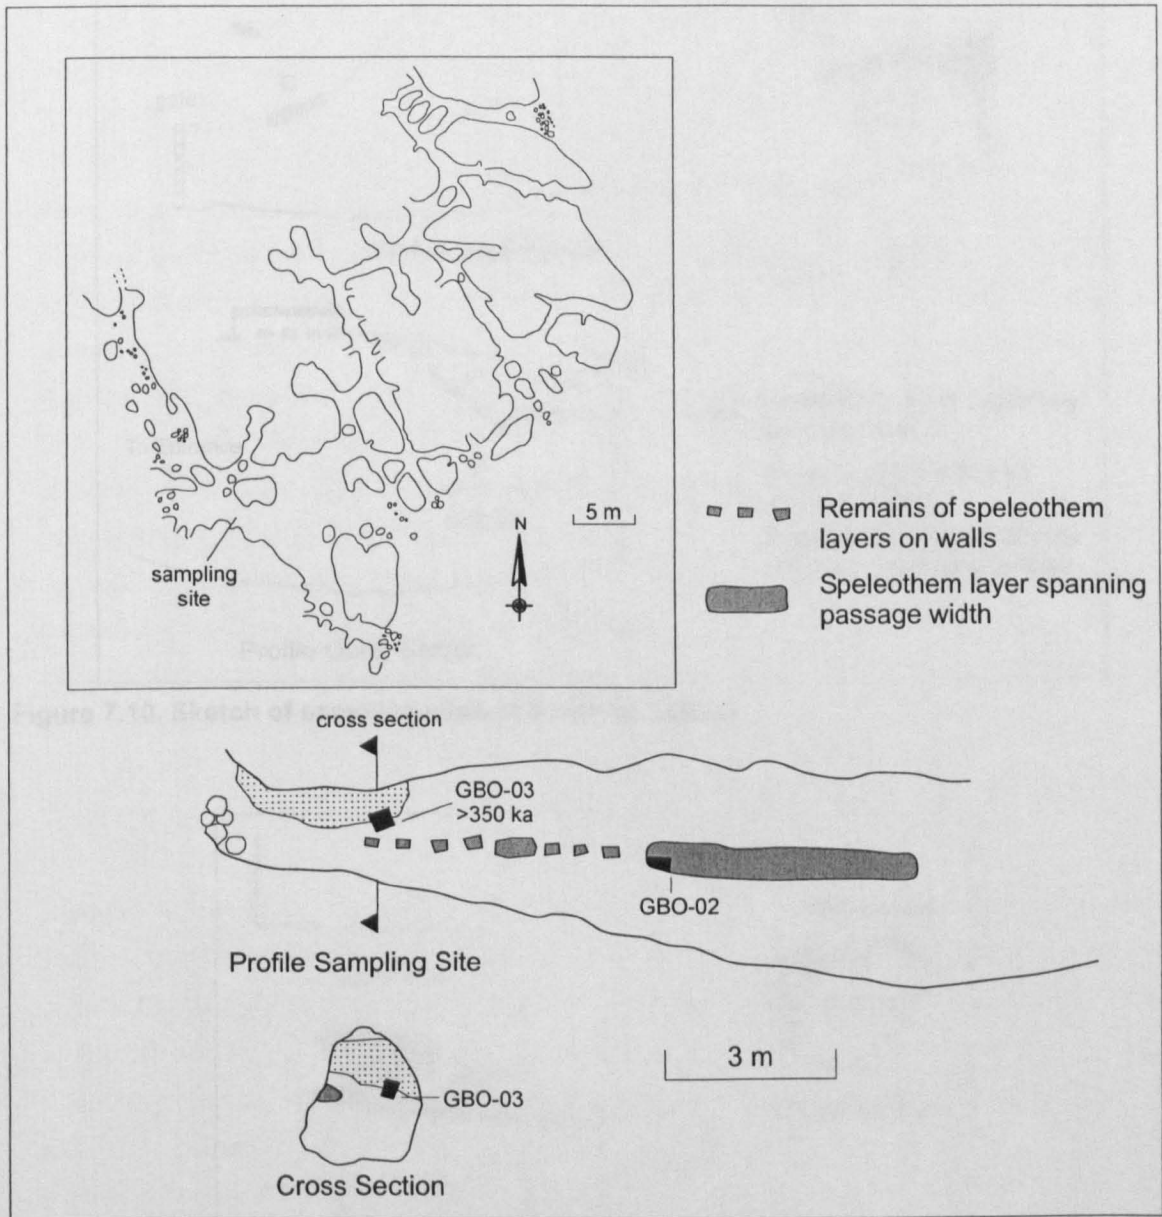 N
5 m
sampling
site
Remains of speleothem
layers on walls
Speleothem layer spanning
passage width
Figure 7.10. Sketch of
cross section
GBO-03
>350 ka
GBO-02
Profile Sampling Site
3 m
GBO-03
Cross Section